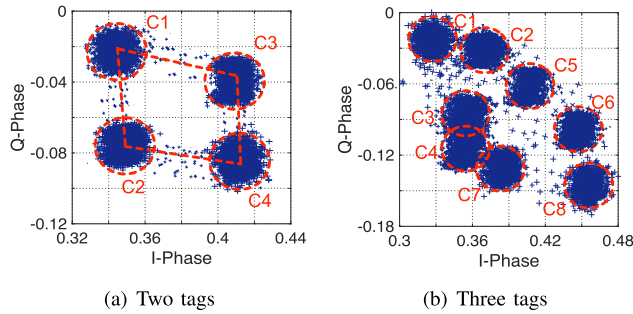 0
-0.04
-0.08
-0.12
Q-Phase
0.32
0.36
0.4
0.44
I-Phase
C1
C3
C2
C4
(a) Two tags
0
-0.06
-0.12
-0.18
Q-Phase
0.3
0.36
0.42
0.48
I-Phase
C1
C2
C5
C3
C6
C4
C7
C8
(b) Three tags